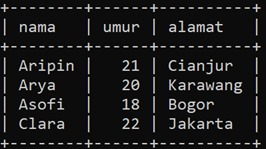 +---------+-------+----------+
| nama    | umur | alamat   |
+---------+-------+----------+
| Aripin  |   21 | Cianjur  |
| Arya    |   20 | Karawang |
| Asofi   |   18 | Bogor    |
| Clara   |   22 | Jakarta  |
+---------+-------+----------+